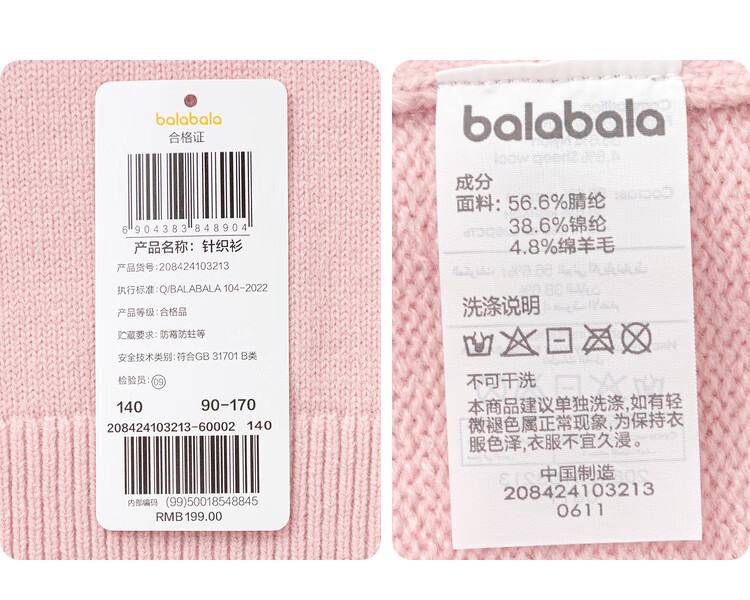 balabala
合格证
6904383848904
产品名称：针织衫
产品货号:208424103213
执行标准:Q/BALABALA 104-2022
产品等级:合格品
贮藏要求:防霉防蛀等
安全技术类别:符合GB 31701 B类
检验员:09
140 90-170
208424103213-60002 140
内部编码 (99)50018548845
RMB199.00
balabala
成分
面料: 56.6%腈纶
38.6%锦纶
4.8%绵羊毛
洗涤说明
不可干洗
本商品建议单独洗涤,如有轻
微褪色属正常现象,为保持衣
服色泽,衣服不宜久浸。
中国制造
208424103213
0611